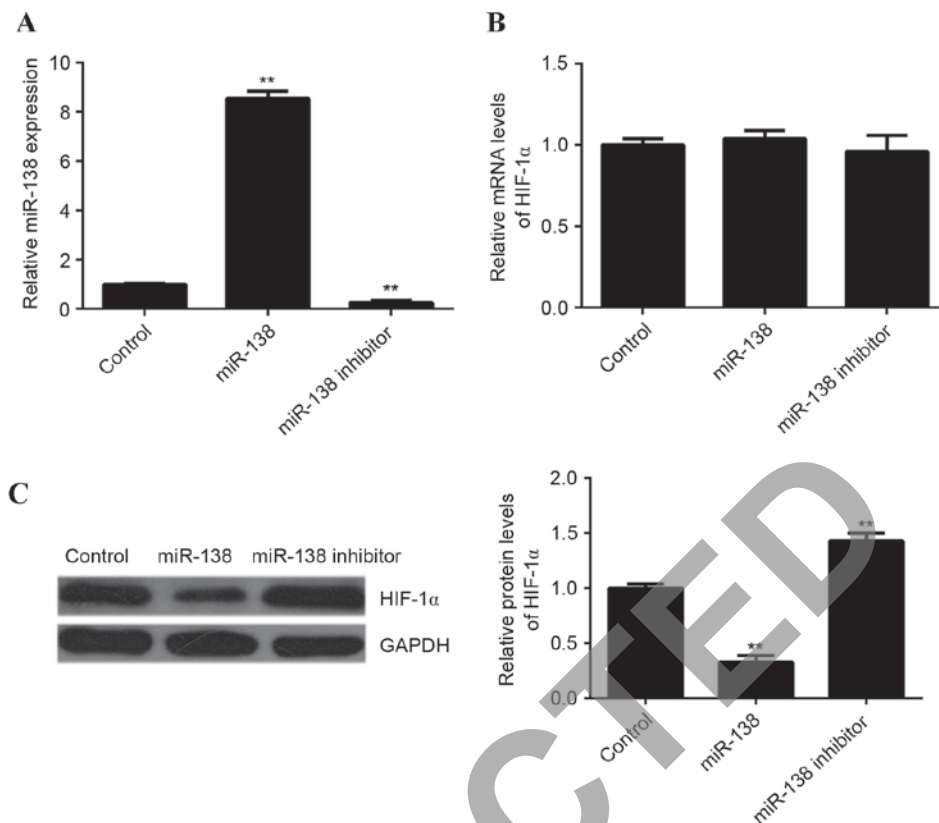 A
Relative miR-138 expression
10
8
6
4
2
0
**
**
Control
miR-138
miR-138 inhibitor
B
Relative mRNA levels
of HIF-1α
1.5
1.0
0.5
0.0
Control
miR-138
miR-138 inhibitor
C
Control miR-138 miR-138 inhibitor
HIF-1α
GAPDH
Relative protein levels
of HIF-1α
2.0
1.5
1.0
0.5
0.0
**
**
Control
miR-138
miR-138 inhibitor
CTED